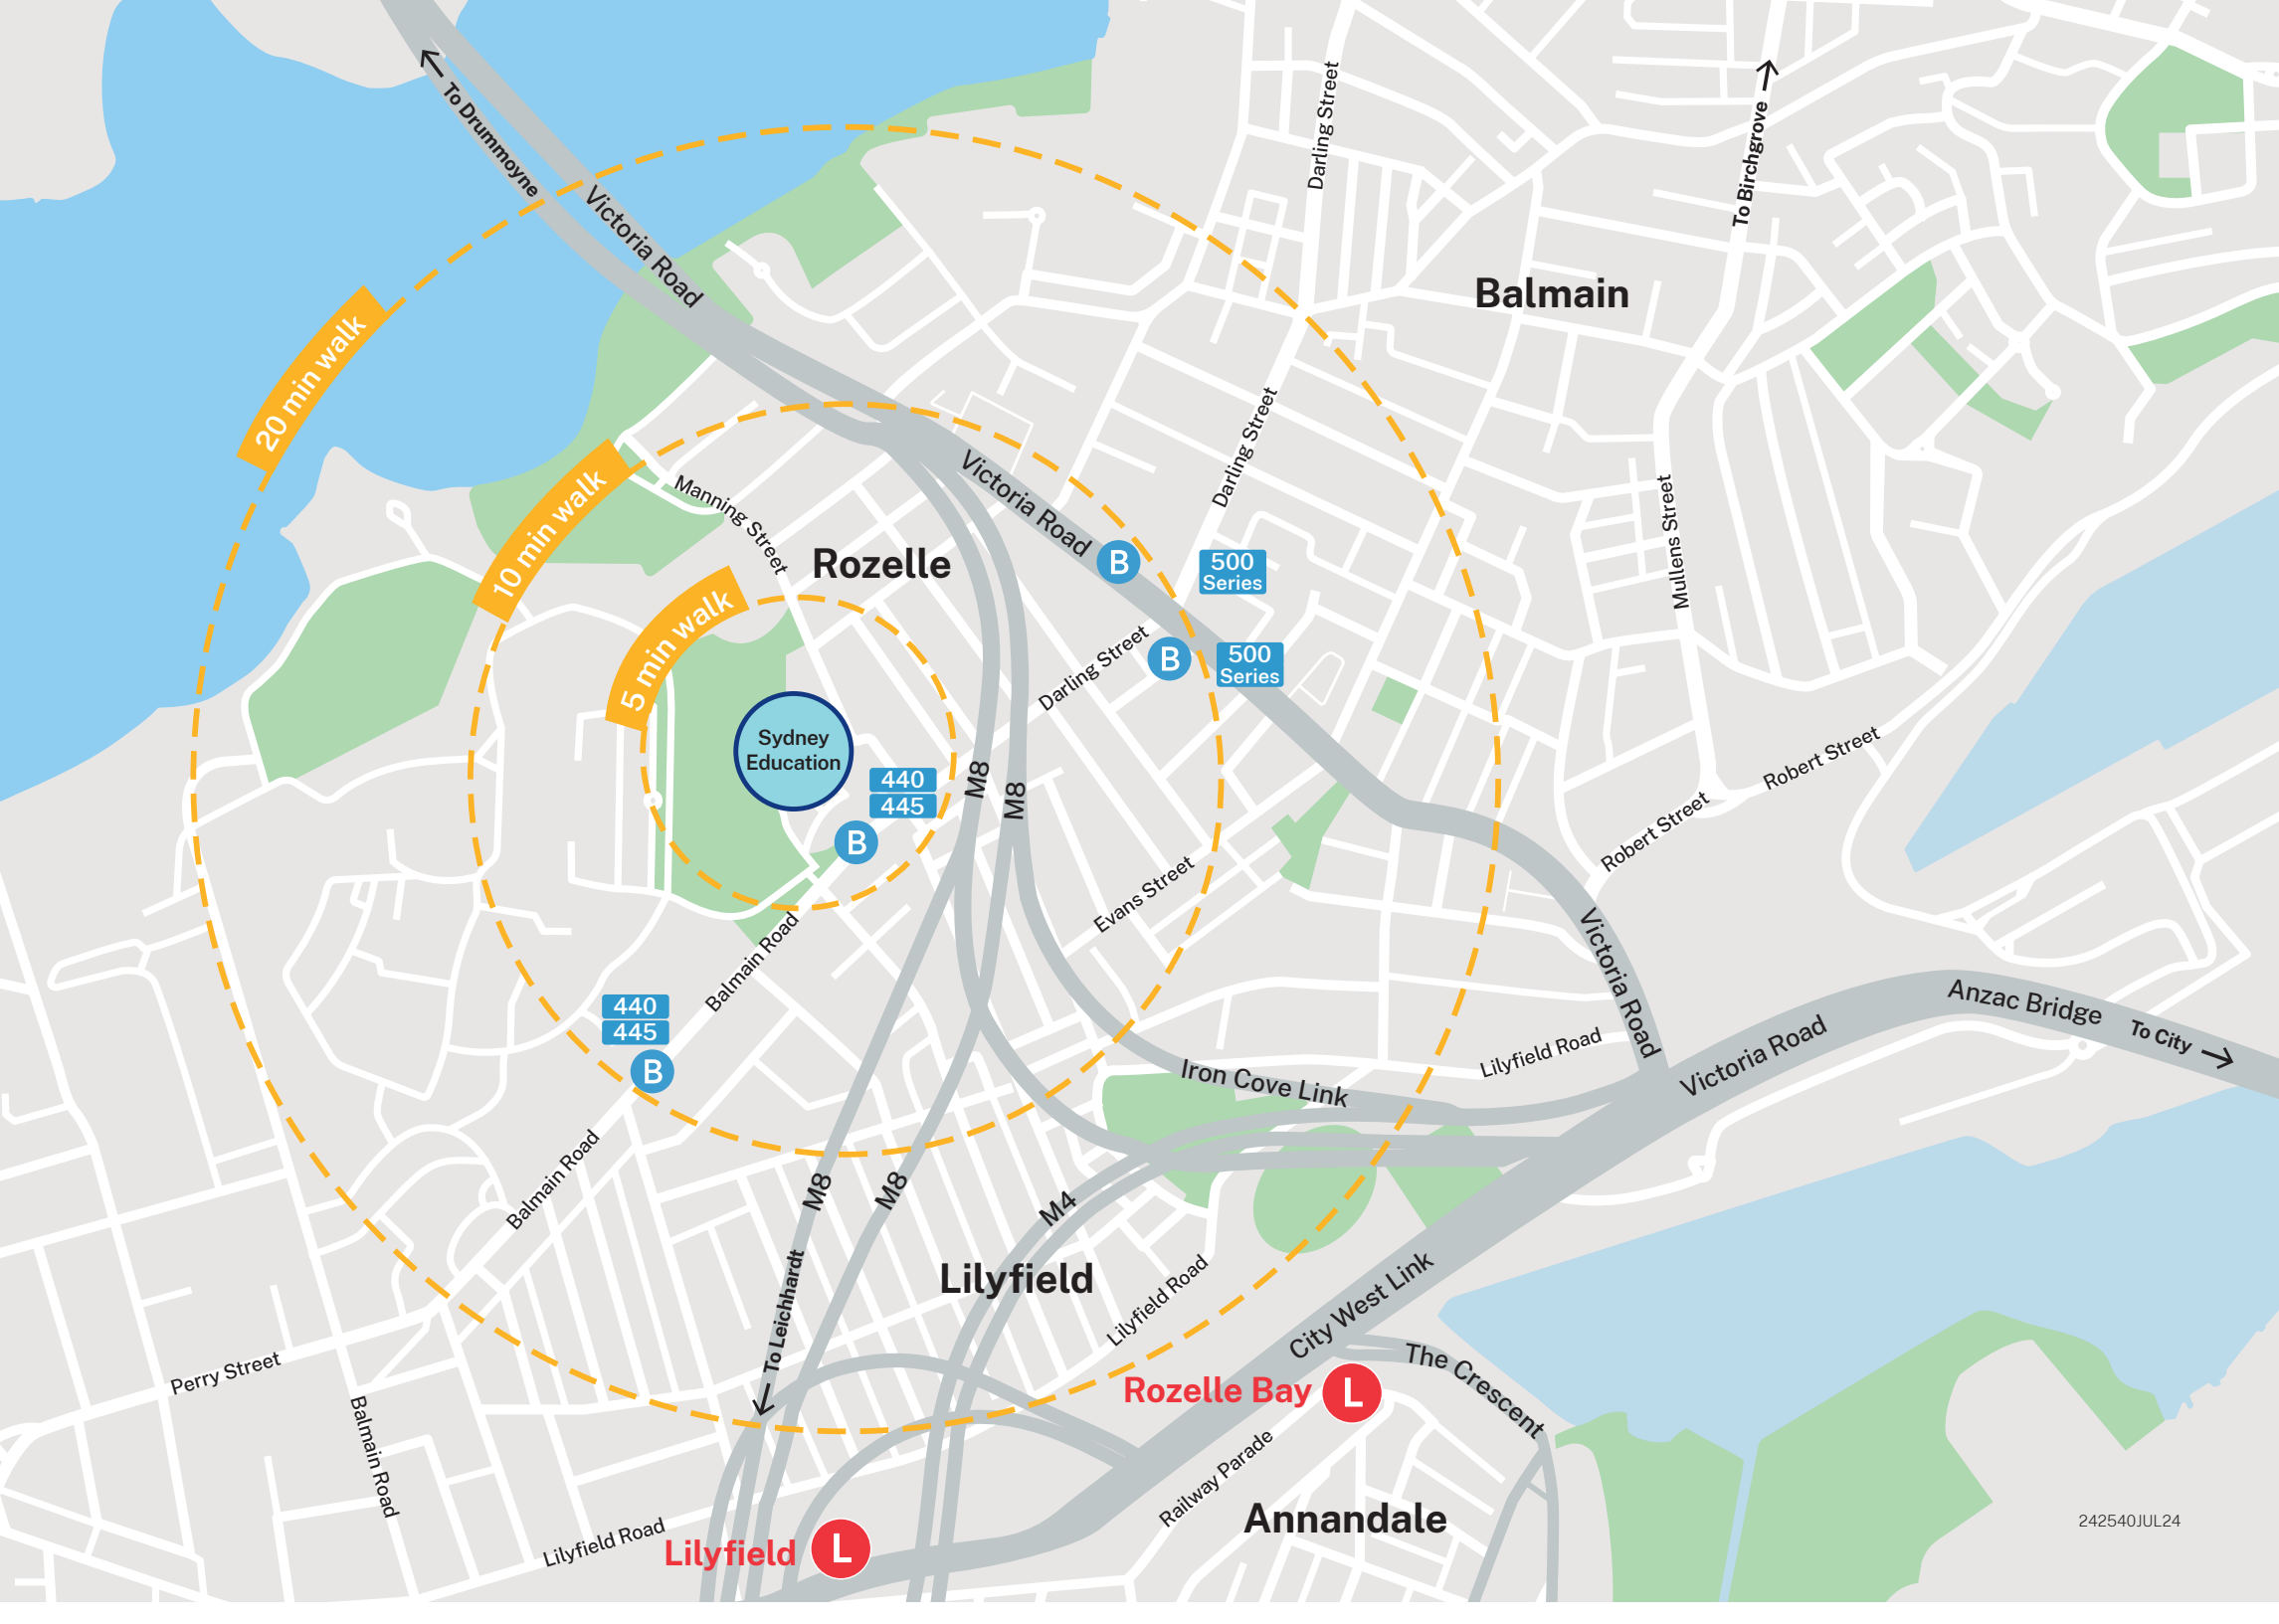 To Drummoyne
Victoria Road
Darling Street
To Birchgrove
Balmain
20 min walk
10 min walk
5 min walk
Manning Street
Rozelle
Victoria Road
Darling Street
Mullens Street
B
500
Series
B
500
Series
Darling Street
Sydney
Education
440
445
B
M8
M8
Robert Street
Robert Street
Evans Street
Balmain Road
440
445
B
Victoria Road
Anzac Bridge
To City
Victoria Road
Lilyfield Road
Iron Cove Link
Balmain Road
M8
M8
M4
To Leichhardt
Lilyfield
Lilyfield Road
City West Link
The Crescent
Rozelle Bay
L
Perry Street
Balmain Road
Railway Parade
Annandale
Lilyfield Road
Lilyfield
L
242540JUL24